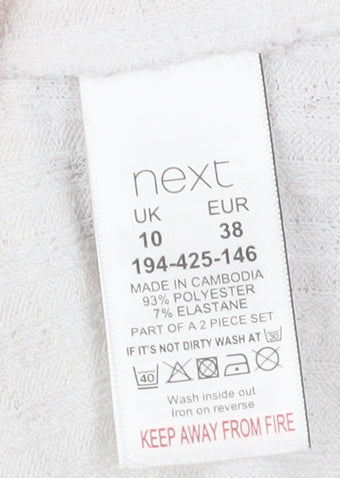 next
UK EUR
10 38
194-425-146
MADE IN CAMBODIA
93% POLYESTER
7% ELASTANE
PART OF A 2 PIECE SET
IF IT'S NOT DIRTY WASH AT 30
40
Wash inside out
Iron on reverse
KEEP AWAY FROM FIRE